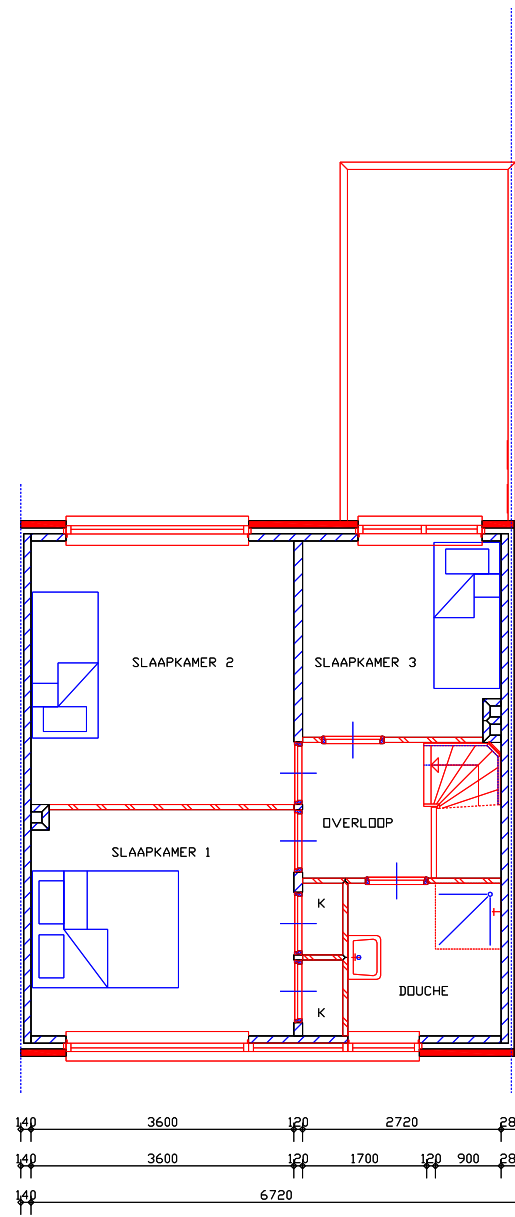 SLAAPKAMER 2
SLAAPKAMER 3
OVERLOOP
SLAAPKAMER 1
K
DOUCHE
K
140 3600 120 2720 28
140 3600 120 1700 120 900 28
140 6720